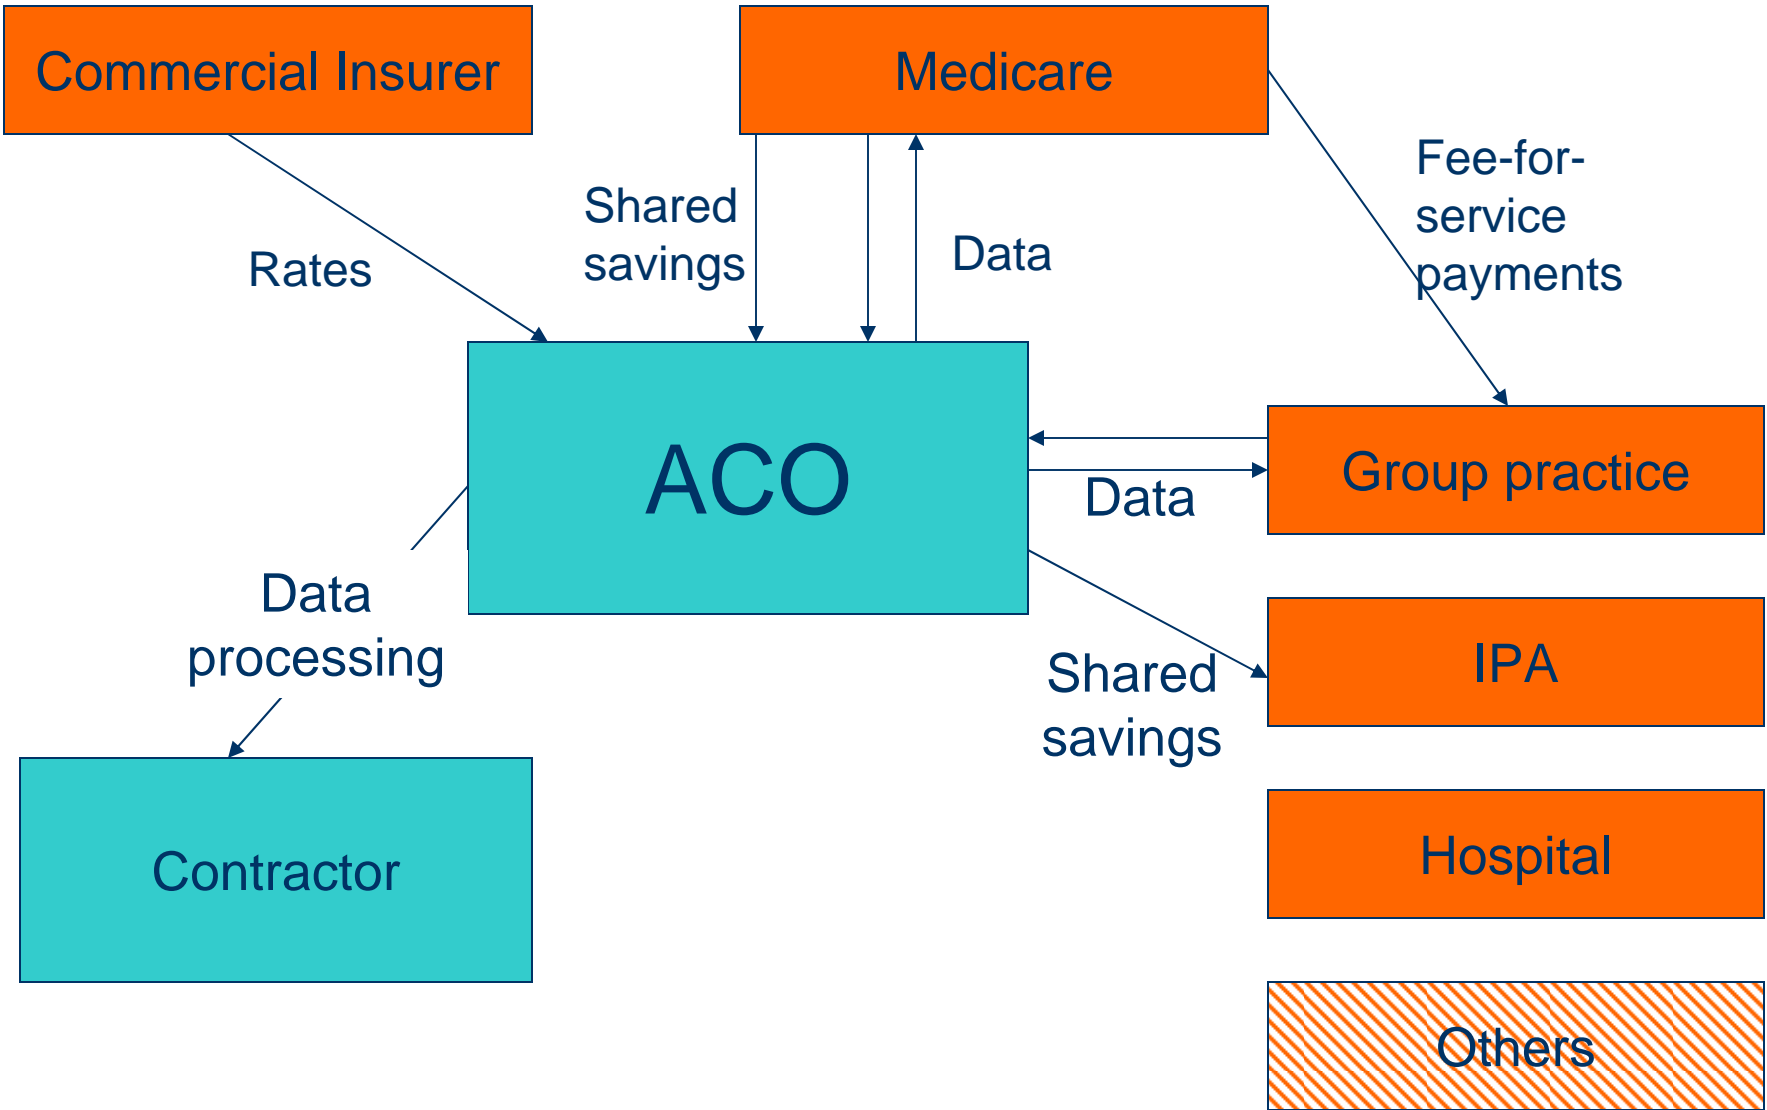 Commercial Insurer
Medicare
Fee-for-
service
payments
Shared
savings
Data
Rates
ACO
Group practice
Data
Data
processing
IPA
Shared
savings
Contractor
Hospital
Others